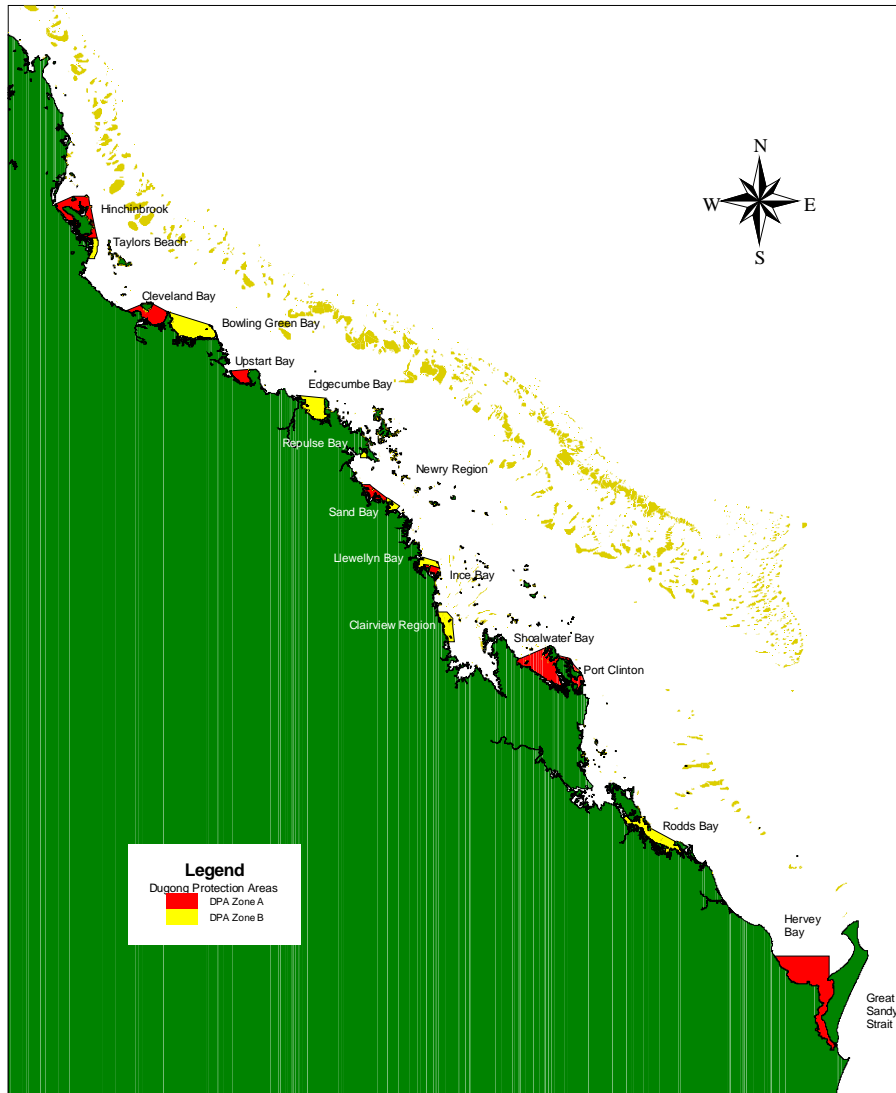 N
W E
S
Hinchinbrook
Taylors Beach
Cleveland Bay
Bowling Green Bay
Upstart Bay
Edgecumbe Bay
Repulse Bay
Newry Region
Sand Bay
Llewellyn Bay
Ince Bay
Clairview Region
Shoalwater Bay
Port Clinton
Rodds Bay
Legend
Dugong Protection Areas
DPA Zone A
DPA Zone B
Hervey
Bay
Great
Sandy
Strait